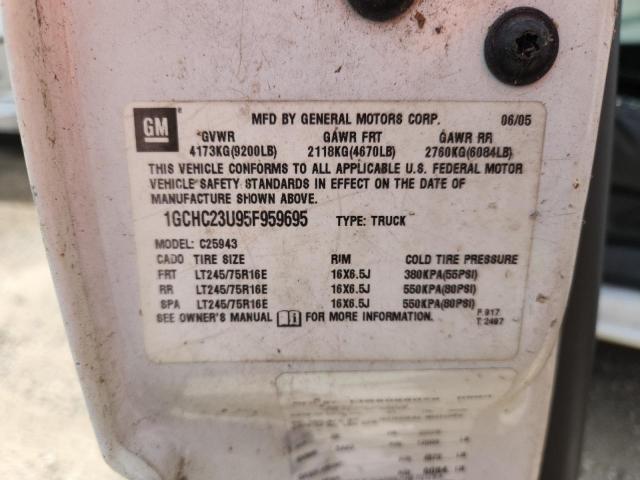 GM
MFD BY GENERAL MOTORS CORP. 06/05
GVWR GAWR FRT GAWR RR
4173KG(9200LB) 2118KG(4670LB) 2760KG(6084LB)
THIS VEHICLE CONFORMS TO ALL APPLICABLE U.S. FEDERAL MOTOR
VEHICLE SAFETY STANDARDS IN EFFECT ON THE DATE OF
MANUFACTURE SHOWN ABOVE.
1GCHC23U95F959695 TYPE: TRUCK
MODEL: C25943
CADO TIRE SIZE RIM COLD TIRE PRESSURE
FRT LT245/75R16E 16X6.5J 380KPA(55PSI)
RR LT245/75R16E 16X6.5J 550KPA(80PSI)
SPA LT245/75R16E 16X6.5J 550KPA(80PSI)
SEE OWNER'S MANUAL FOR MORE INFORMATION.
P.917
T.2497